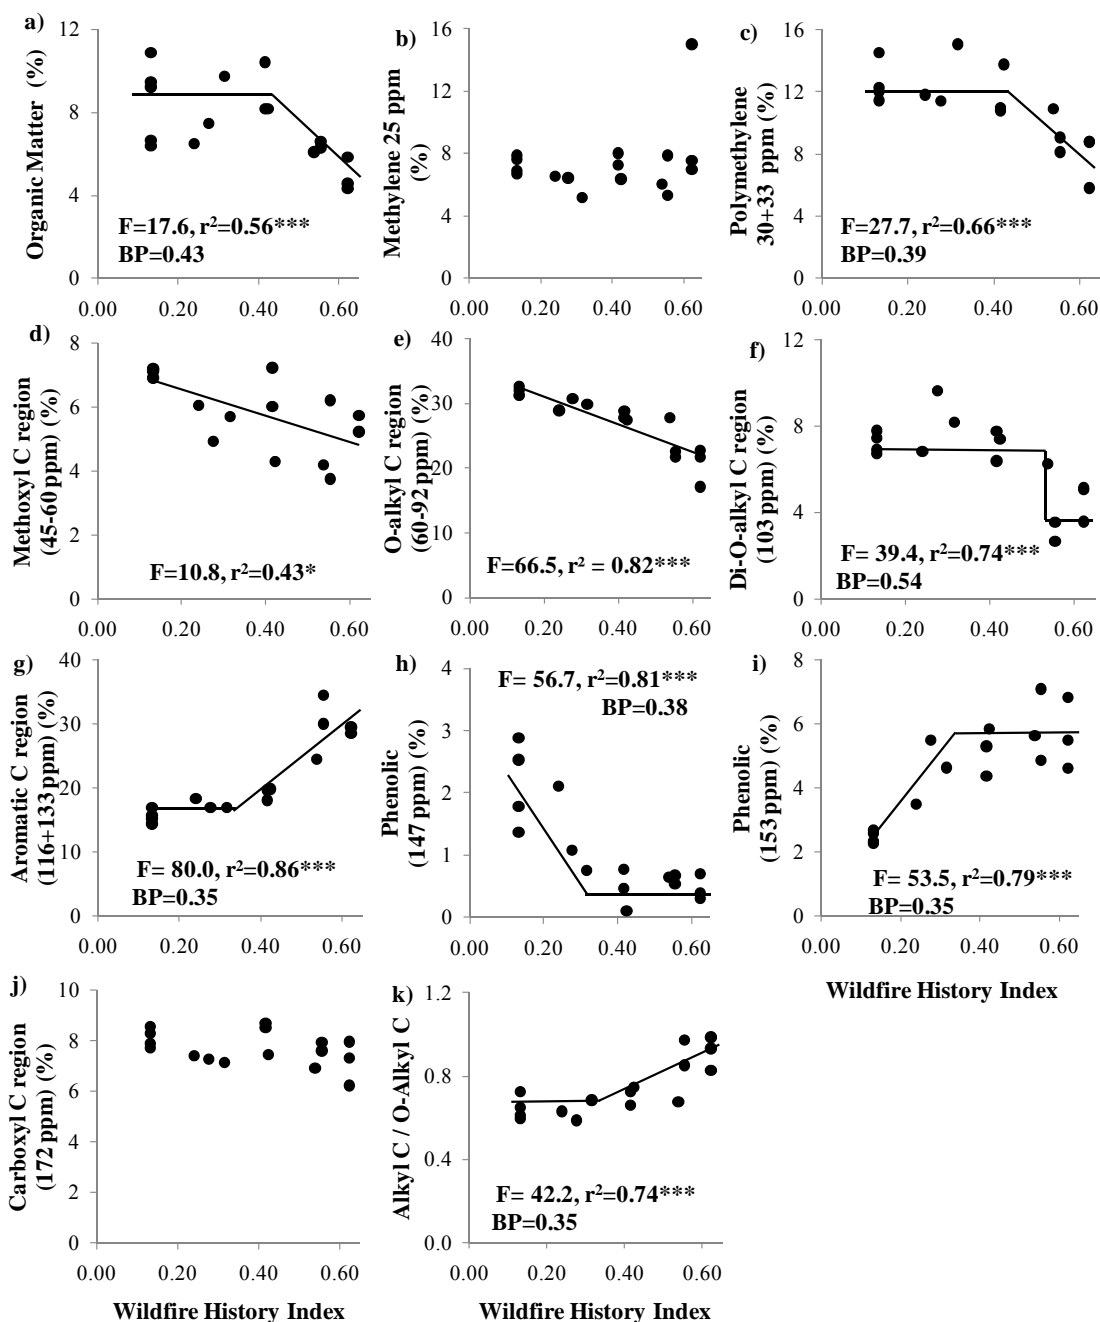 a)
Organic Matter (%)
12
8
4
0
F=17.6, r²=0.56***
BP=0.43
0.00 0.20 0.40 0.60
b)
Methylene 25 ppm
(%)
16
12
8
4
0
0.00 0.20 0.40 0.60
c)
Polymethylene
30+33 ppm (%)
16
12
8
4
0
F=27.7, r²=0.66***
BP=0.39
0.00 0.20 0.40 0.60
d)
Methoxyl C region
(45-60 ppm) (%)
8
6
4
2
0
F=10.8, r²=0.43*
0.00 0.20 0.40 0.60
e)
O-alkyl C region
(60-92 ppm) (%)
40
30
20
10
0
F=66.5, r² = 0.82***
0.00 0.20 0.40 0.60
f)
Di-O-alkyl C region
(103 ppm) (%)
12
8
4
0
F= 39.4, r²=0.74***
BP=0.54
0.00 0.20 0.40 0.60
g)
Aromatic C region
(116+133 ppm) (%)
40
30
20
10
0
F= 80.0, r²=0.86***
BP=0.35
0.00 0.20 0.40 0.60
h)
Phenolic
(147 ppm) (%)
4
3
2
1
0
F= 56.7, r²=0.81***
BP=0.38
0.00 0.20 0.40 0.60
i)
Phenolic
(153 ppm) (%)
8
6
4
2
0
F= 53.5, r²=0.79***
BP=0.35
0.00 0.20 0.40 0.60
Wildfire History Index
j)
Carboxyl C region
(172 ppm) (%)
10
8
6
4
2
0
0.00 0.20 0.40 0.60
Wildfire History Index
k)
Alkyl C / O-Alkyl C
1.2
0.8
0.4
0.0
F= 42.2, r²=0.74***
BP=0.35
0.00 0.20 0.40 0.60
Wildfire History Index